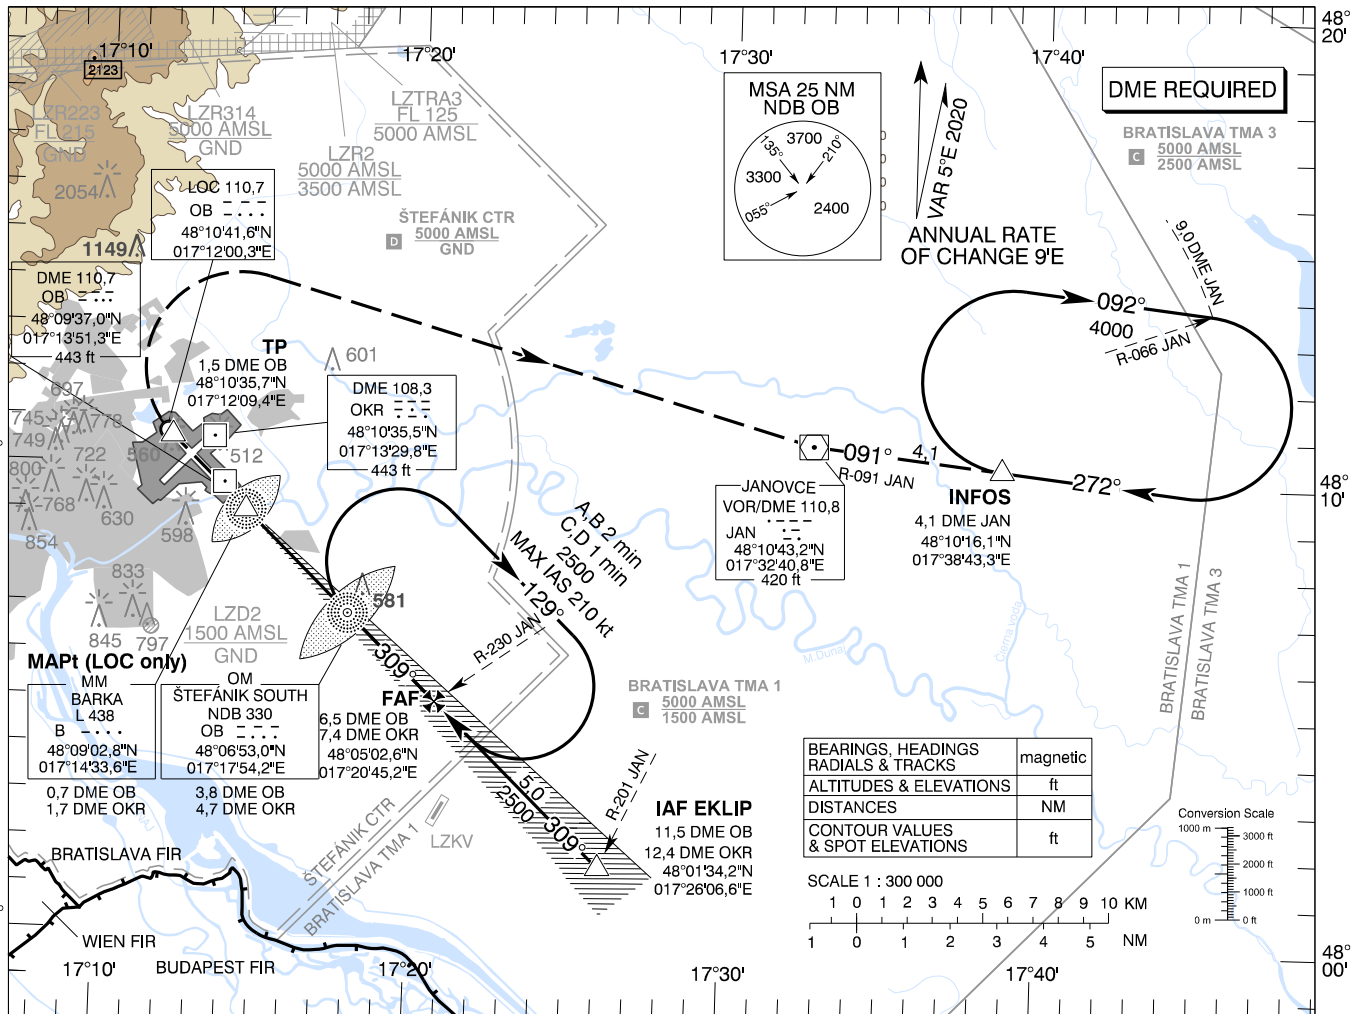 17°10'
17°20'
17°30'
17°40'
48°
20'
2123
LZR223
FL 215
GND
LZR314
5000 AMSL
GND
LZTRA3
FL 125
5000 AMSL
LZR2
5000 AMSL
3500 AMSL
ŠTEFÁNIK CTR
D
5000 AMSL
GND
MSA 25 NM
NDB OB
3700
135°
210°
3300
055°
2400
VAR 5°E 2020
ANNUAL RATE
OF CHANGE 9'E
DME REQUIRED
BRATISLAVA TMA 3
C
5000 AMSL
2500 AMSL
2054
1149
LOC 110,7
OB
48°10'41,6"N
017°12'00,3"E
DME 110,7
OB
48°09'37,0"N
017°13'51,3"E
443 ft
TP
1,5 DME OB
48°10'35,7"N
017°12'09,4"E
601
DME 108,3
OKR
48°10'35,5"N
017°13'29,8"E
443 ft
9,0 DME JAN
092°
4000
R-066 JAN
697
745
778
749
722
560
512
800
768
630
598
854
833
845
797
091°
4,1
R-091 JAN
INFOS
4,1 DME JAN
48°10'16,1"N
017°38'43,3"E
272°
48°
10'
JANOVCE
VOR/DME 110,8
JAN
48°10'43,2"N
017°32'40,8"E
420 ft
A,B 2 min
C,D 1 min
2500
MAX IAS 210 kt
129°
R-230 JAN
581
LZD2
1500 AMSL
GND
309°
FAF
6,5 DME OB
7,4 DME OKR
48°05'02,6"N
017°20'45,2"E
MAPt (LOC only)
MM
BARKA
L 438
B
48°09'02,8"N
017°14'33,6"E
0,7 DME OB
1,7 DME OKR
OM
ŠTEFÁNIK SOUTH
NDB 330
OB
48°06'53,0"N
017°17'54,2"E
3,8 DME OB
4,7 DME OKR
M.Dunaj
Čierna voda
BRATISLAVA TMA 1
BRATISLAVA TMA 3
BRATISLAVA TMA 1
C
5000 AMSL
1500 AMSL
5,0
2500
309°
R-201 JAN
IAF EKLIP
11,5 DME OB
12,4 DME OKR
48°01'34,2"N
017°26'06,6"E
LZKV
ŠTEFÁNIK CTR
BRATISLAVA TMA 1
BRATISLAVA FIR
WIEN FIR
BUDAPEST FIR
BEARINGS, HEADINGS
RADIALS & TRACKS
magnetic
ALTITUDES & ELEVATIONS
ft
DISTANCES
NM
CONTOUR VALUES
& SPOT ELEVATIONS
ft
SCALE 1 : 300 000
1 0 1 2 3 4 5 6 7 8 9 10 KM
1 0 1 2 3 4 5 NM
Conversion Scale
1000 m
3000 ft
2000 ft
1000 ft
0 m
0 ft
17°10'
17°20'
17°30'
17°40'
48°
00'